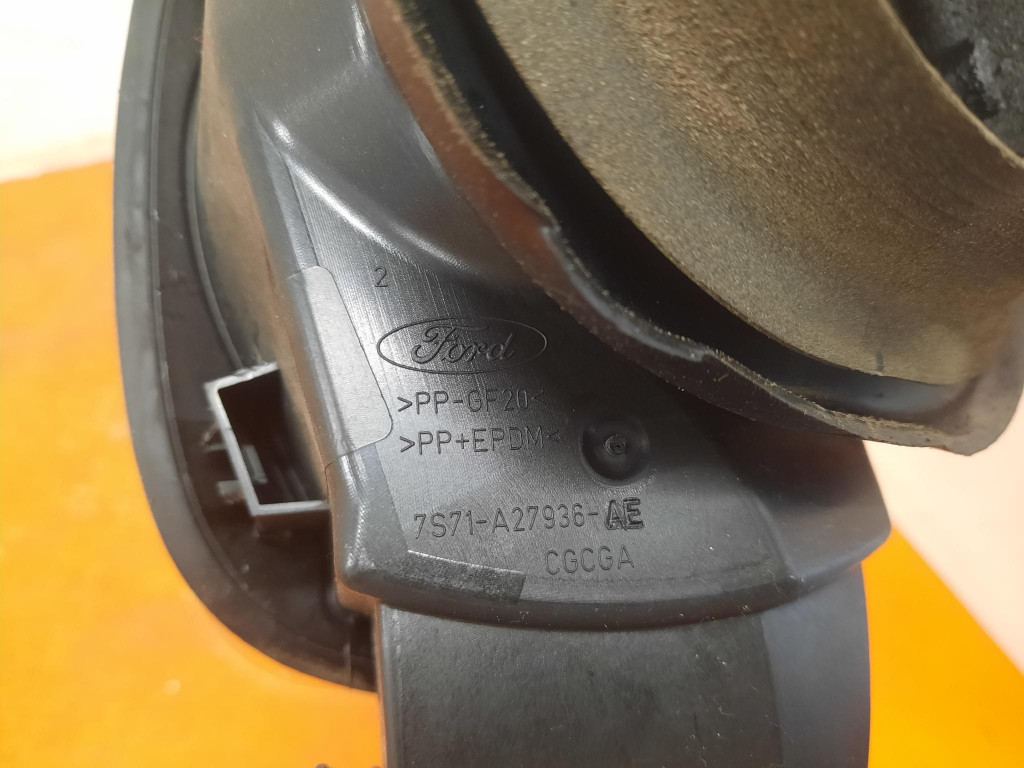 2
Ford
>PP-GF20<
>PP+EPDM<
7S71-A27936-AE
CGCGA